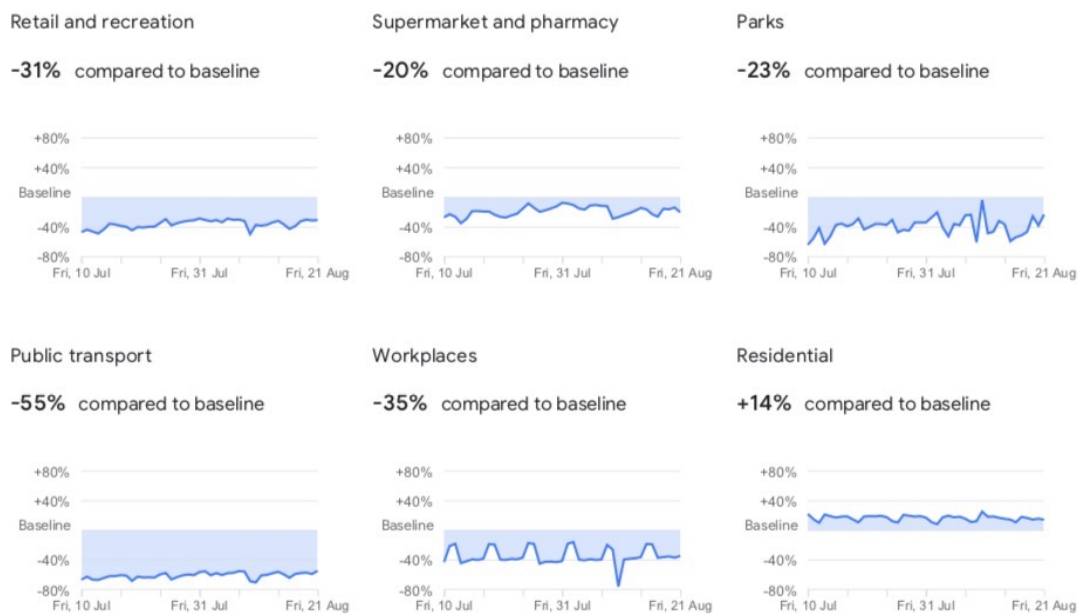 Retail and recreation
-31% compared to baseline
+80%
+40%
Baseline
-40%
-80%
Fri, 10 Jul Fri, 31 Jul Fri, 21 Aug
Supermarket and pharmacy
-20% compared to baseline
+80%
+40%
Baseline
-40%
-80%
Fri, 10 Jul Fri, 31 Jul Fri, 21 Aug
Parks
-23% compared to baseline
+80%
+40%
Baseline
-40%
-80%
Fri, 10 Jul Fri, 31 Jul Fri, 21 Aug
Public transport
-55% compared to baseline
+80%
+40%
Baseline
-40%
-80%
Fri, 10 Jul Fri, 31 Jul Fri, 21 Aug
Workplaces
-35% compared to baseline
+80%
+40%
Baseline
-40%
-80%
Fri, 10 Jul Fri, 31 Jul Fri, 21 Aug
Residential
+14% compared to baseline
+80%
+40%
Baseline
-40%
-80%
Fri, 10 Jul Fri, 31 Jul Fri, 21 Aug